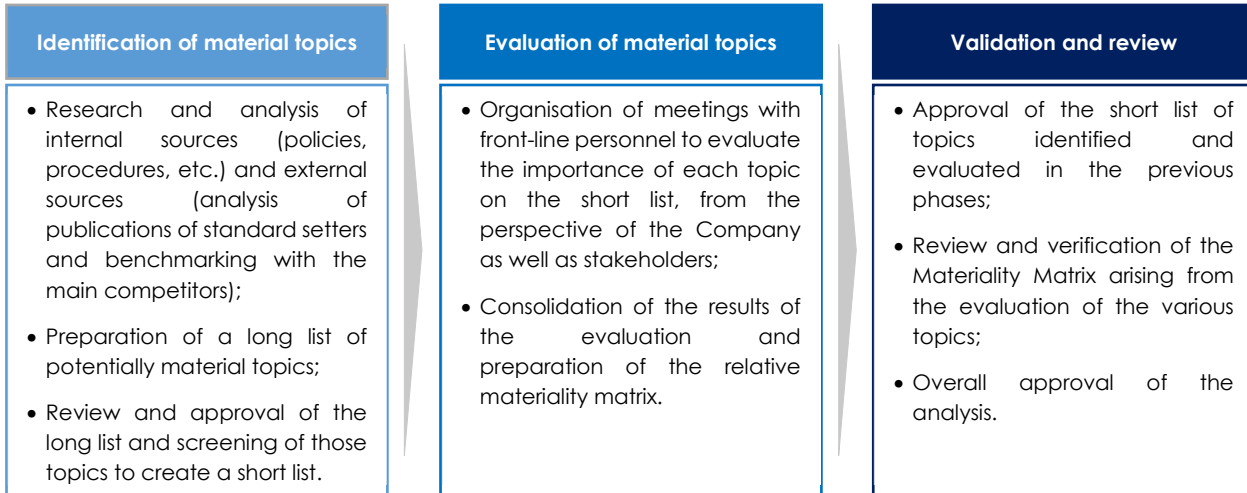 Identification of material topics
• Research and analysis of
internal sources (policies,
procedures, etc.) and external
sources (analysis of
publications of standard setters
and benchmarking with the
main competitors);
• Preparation of a long list of
potentially material topics;
• Review and approval of the
long list and screening of those
topics to create a short list.
Evaluation of material topics
• Organisation of meetings with
front-line personnel to evaluate
the importance of each topic
on the short list, from the
perspective of the Company
as well as stakeholders;
• Consolidation of the results of
the evaluation and
preparation of the relative
materiality matrix.
Validation and review
• Approval of the short list of
topics identified and
evaluated in the previous
phases;
• Review and verification of the
Materiality Matrix arising from
the evaluation of the various
topics;
• Overall approval of the
analysis.